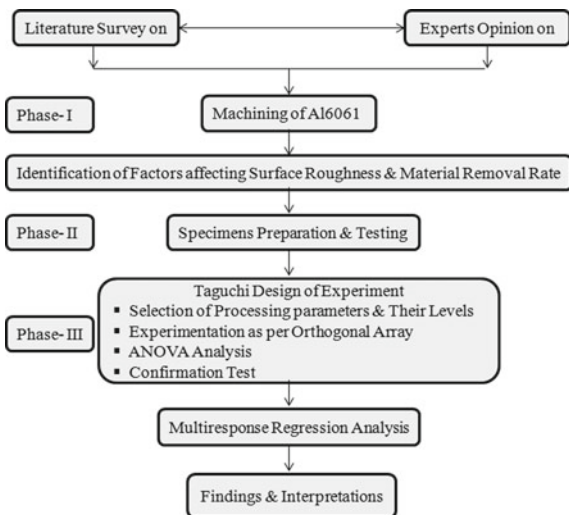 Literature Survey on
Experts Opinion on
Phase- I
Machining of Al6061
Identification of Factors affecting Surface Roughness & Material Removal Rate
Phase- II
Specimens Preparation & Testing
Phase- III
Taguchi Design of Experiment
▪ Selection of Processing parameters & Their Levels
▪ Experimentation as per Orthogonal Array
▪ ANOVA Analysis
▪ Confirmation Test
Multiresponse Regression Analysis
Findings & Interpretations